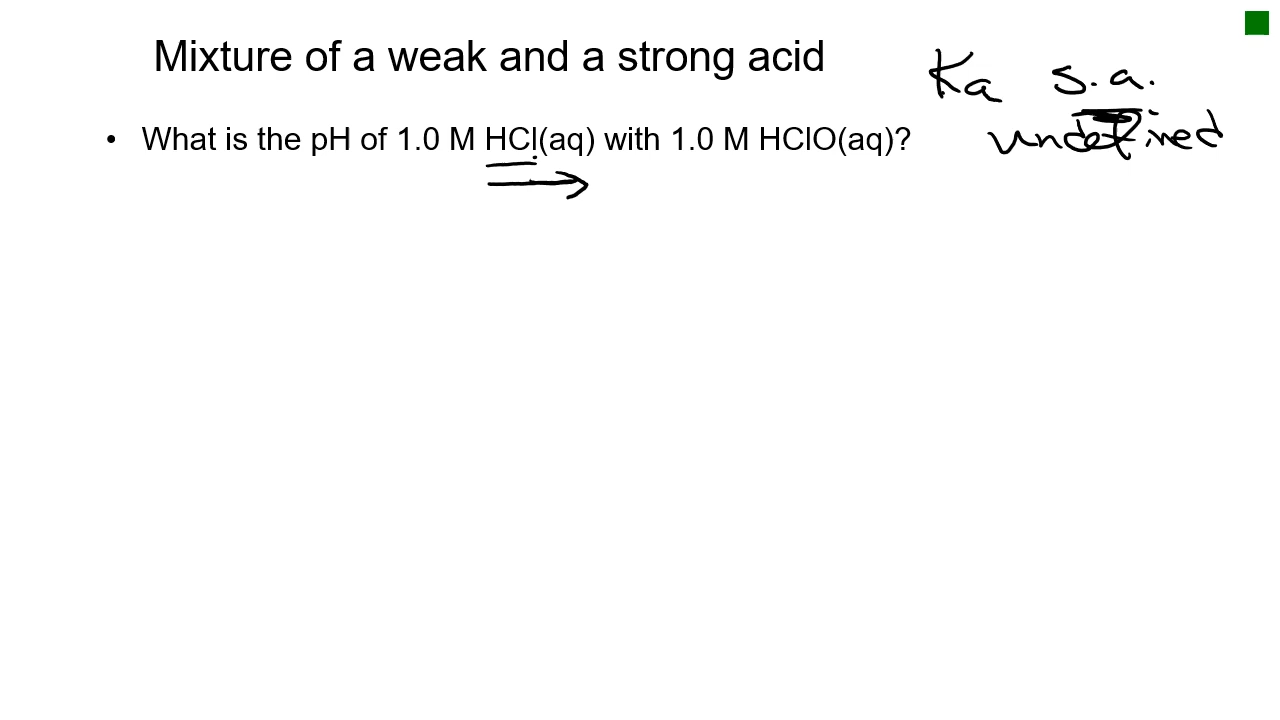 Mixture of a weak and a strong acid
Ka s.a.
undefined
• What is the pH of 1.0 M HCl(aq) with 1.0 M HClO(aq)?